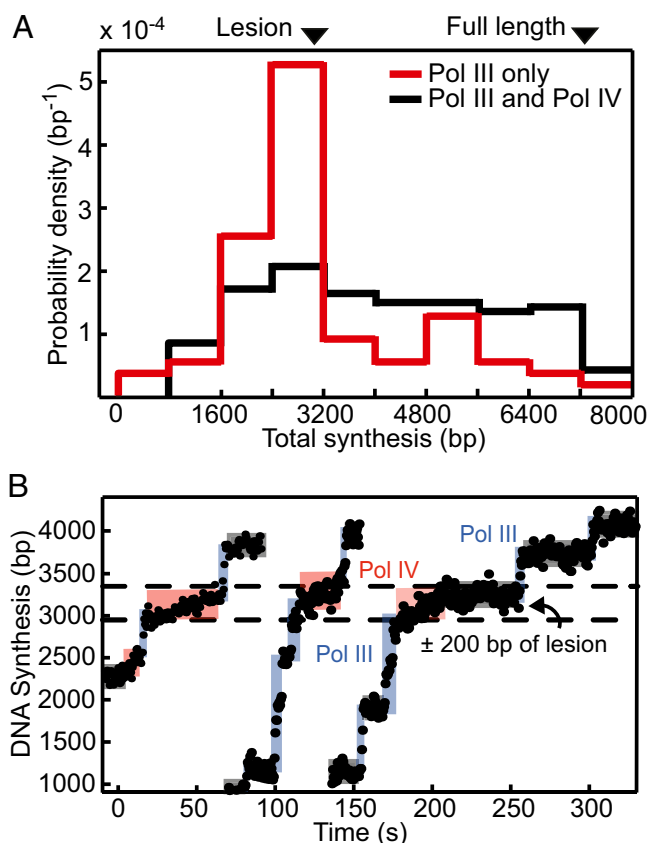 A
x 10-4
Lesion
Full length
Pol III only
Pol III and Pol IV
Probability density (bp-1)
5
4
3
2
1
0 1600 3200 4800 6400 8000
Total synthesis (bp)
B
DNA Synthesis (bp)
4000
3500
3000
2500
2000
1500
1000
Pol III
Pol IV
Pol III
± 200 bp of lesion
0 50 100 150 200 250 300
Time (s)